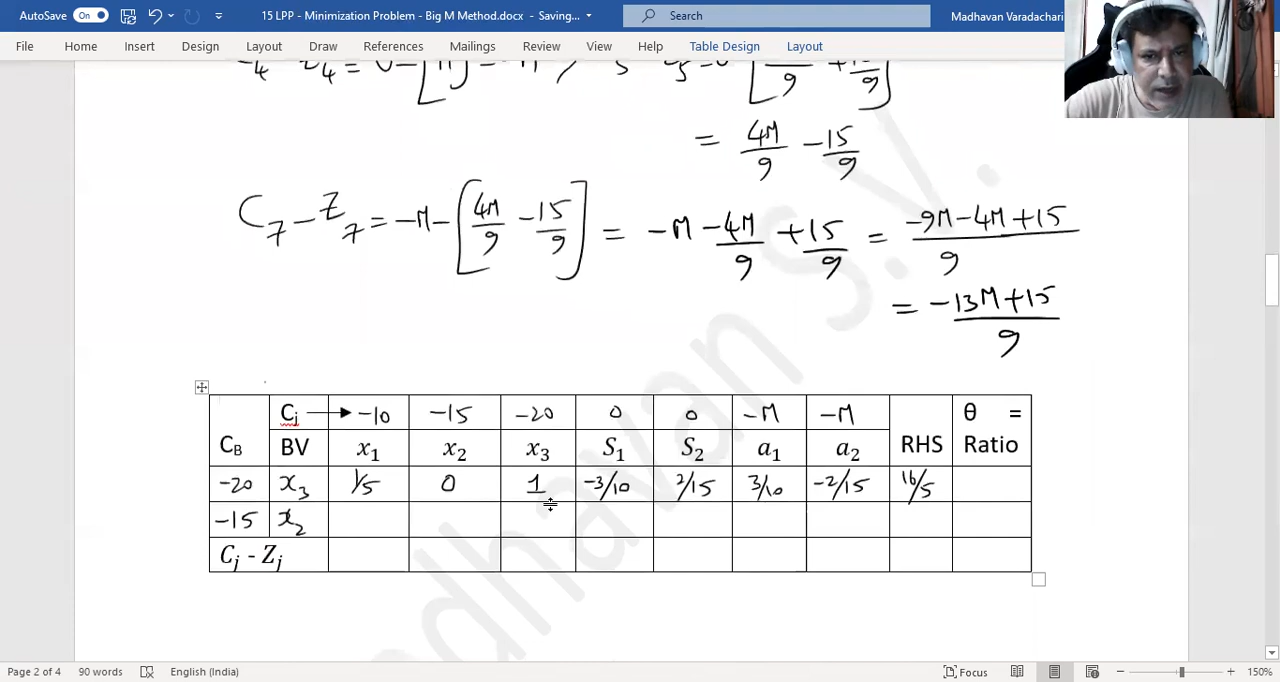 AutoSave On 15 LPP - Minimization Problem - Big M Method.docx - Saving... Search Madhavan Varadachari
File Home Insert Design Layout Draw References Mailings Review View Help Table Design Layout
= 4M/9 - 15/9
C7 - Z7 = -M - [4M/9 - 15/9] = -M - 4M/9 + 15/9 = -9M - 4M + 15 / 9
= -13M + 15 / 9
Cj → -10 -15 -20 0 0 -M -M θ =
CB BV x1 x2 x3 S1 S2 a1 a2 RHS Ratio
-20 x3 1/5 0 1 -3/10 2/15 3/10 -2/15 16/5
-15 x2
Cj - Zj
adhavan S.V.
Page 2 of 4 90 words English (India) Focus 150%